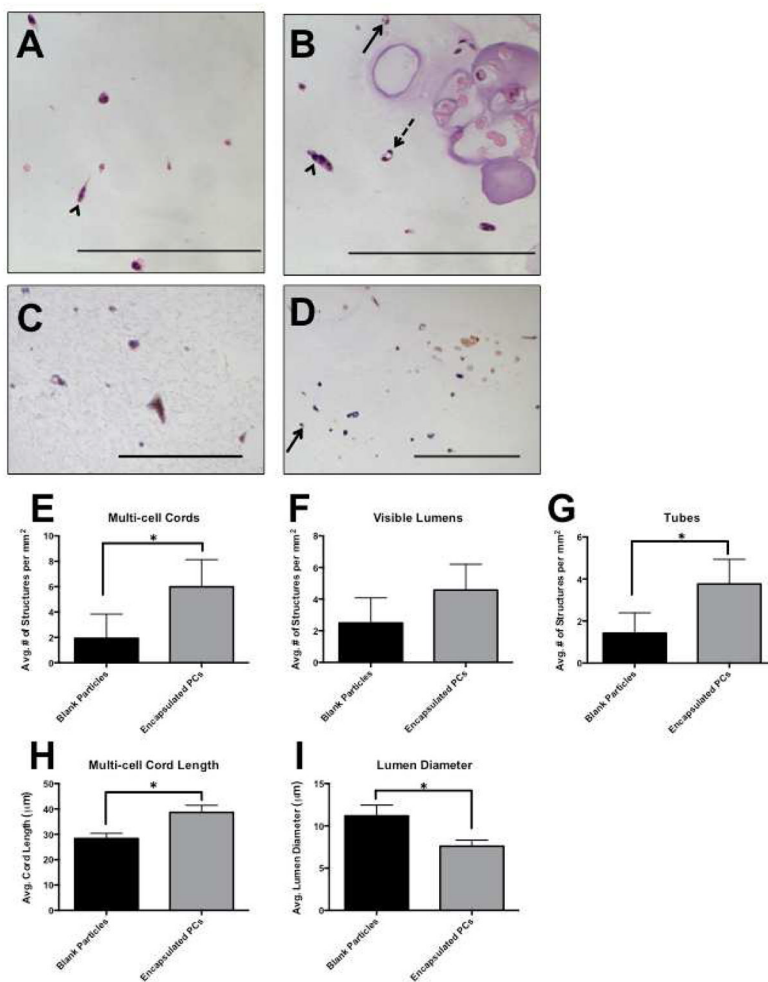 A
B
C
D
E
Multi-cell Cords
Avg. # of Structures per mm²
8
6
4
2
0
*
Blank Particles
Encapsulated PCs
F
Visible Lumens
Avg. # of Structures per mm²
8
6
4
2
0
Blank Particles
Encapsulated PCs
G
Tubes
Avg. # of Structures per mm²
6
4
2
0
*
Blank Particles
Encapsulated PCs
H
Multi-cell Cord Length
Avg. Cord Length (μm)
50
40
30
20
10
0
*
Blank Particles
Encapsulated PCs
I
Lumen Diameter
Avg. Lumen Diameter (μm)
15
10
5
0
*
Blank Particles
Encapsulated PCs